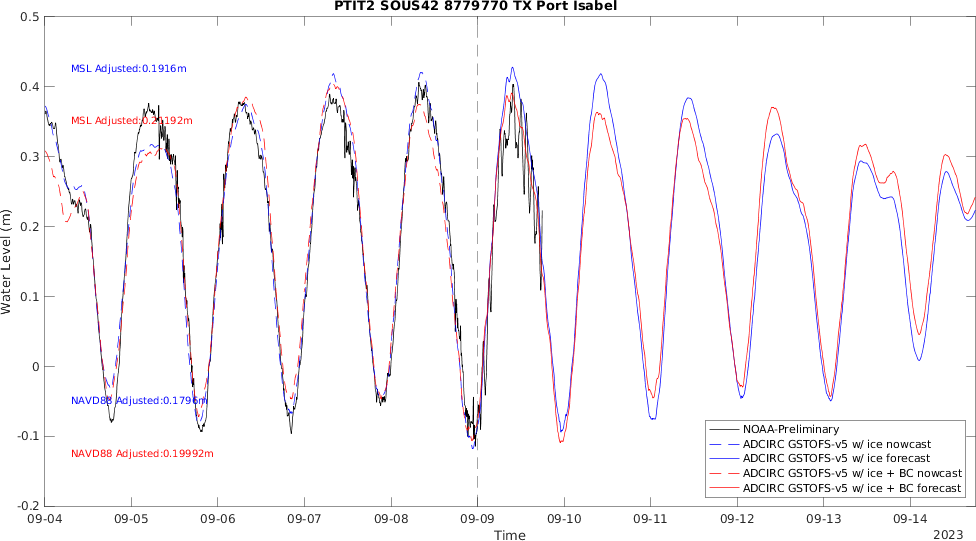 PTIT2 SOUS42 8779770 TX Port Isabel
0.5
0.4
0.3
0.2
0.1
0
-0.1
-0.2
Water Level (m)
MSL Adjusted:0.1916m
NAVD88 Adjusted:0.1796m
NAVD88 Adjusted:0.19992m
NOAA-Preliminary
ADCIRC GSTOFS-v5 w/ ice nowcast
ADCIRC GSTOFS-v5 w/ ice forecast
ADCIRC GSTOFS-v5 w/ ice + BC nowcast
ADCIRC GSTOFS-v5 w/ ice + BC forecast
09-04 09-05 09-06 09-07 09-08 09-09 09-10 09-11 09-12 09-13 09-14
Time
2023